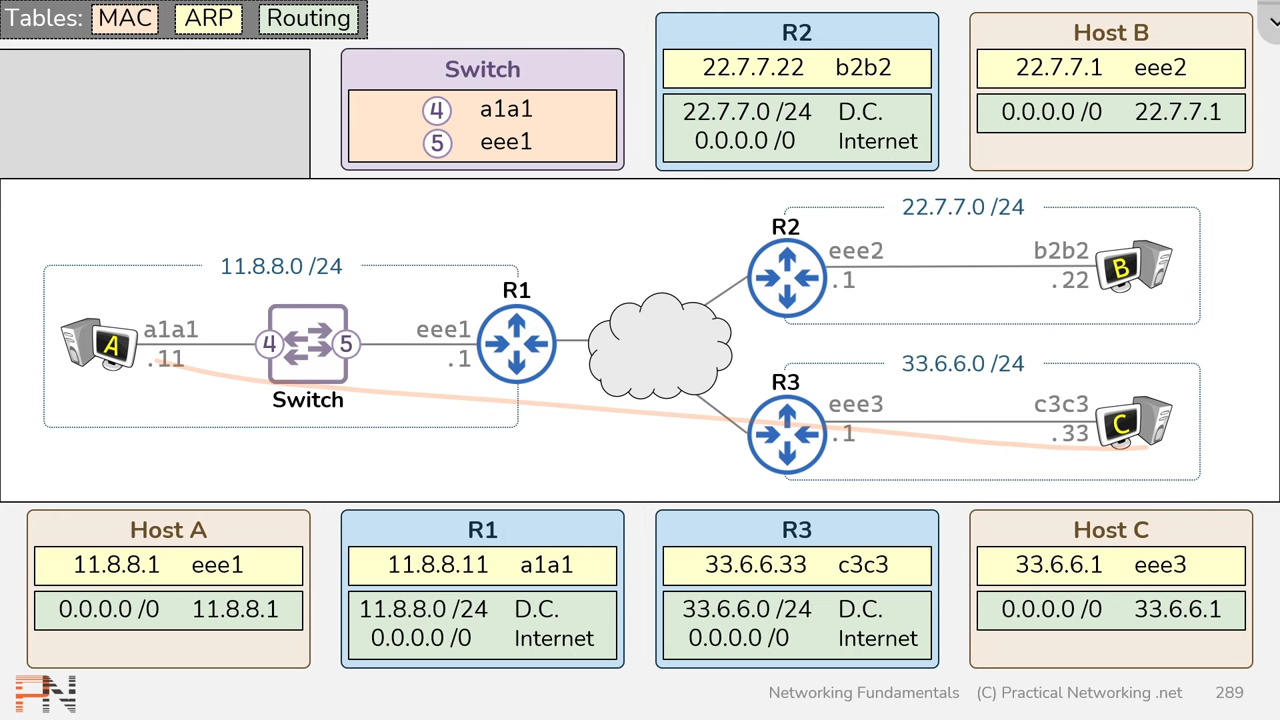 Tables: MAC ARP Routing
Switch
4 a1a1
5 eee1
R2
22.7.7.22 b2b2
22.7.7.0 /24 D.C.
0.0.0.0 /0 Internet
Host B
22.7.7.1 eee2
0.0.0.0 /0 22.7.7.1
11.8.8.0 /24
A
a1a1
.11
4
5
Switch
eee1
.1
R1
22.7.7.0 /24
R2
eee2
.1
b2b2
.22
B
33.6.6.0 /24
R3
eee3
.1
c3c3
.33
C
Host A
11.8.8.1 eee1
0.0.0.0 /0 11.8.8.1
R1
11.8.8.11 a1a1
11.8.8.0 /24 D.C.
0.0.0.0 /0 Internet
R3
33.6.6.33 c3c3
33.6.6.0 /24 D.C.
0.0.0.0 /0 Internet
Host C
33.6.6.1 eee3
0.0.0.0 /0 33.6.6.1
PN
Networking Fundamentals (C) Practical Networking .net 289